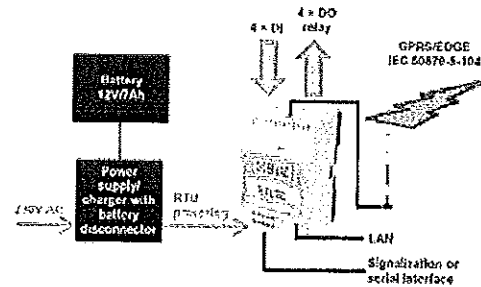 4 x DI
4 x DO
relay
GPRS/EDGE
IEC 60870-5-104
Battery
12V/7Ah
Power
supply/
charger with
battery
disconnector
RTU
powering
230V AC
LAN
Signalization or
serial interface